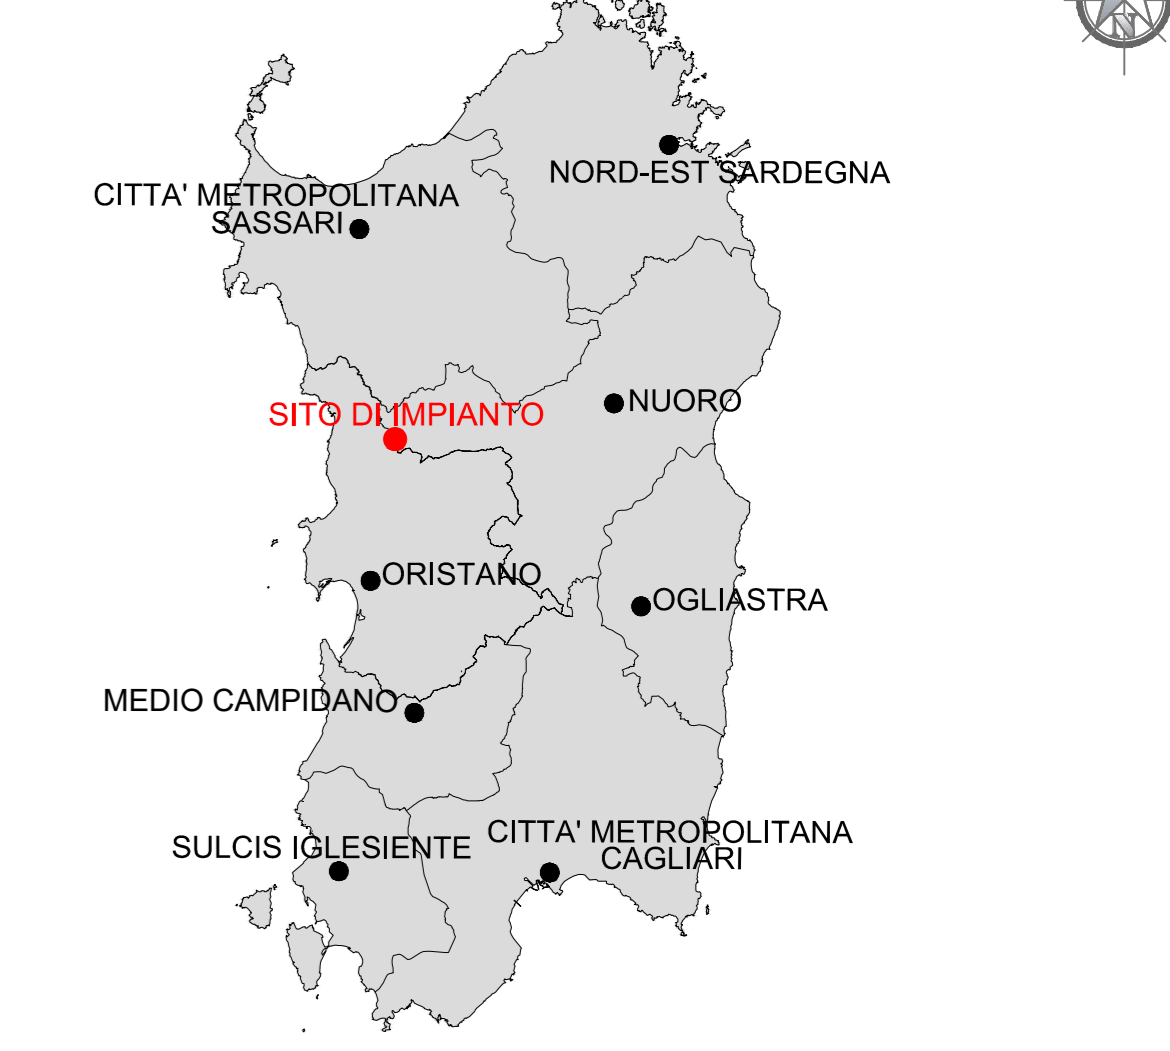 N
NORD-EST SARDEGNA
CITTA' METROPOLITANA
SASSARI
NUORO
SITO DI IMPIANTO
ORISTANO
OGLIASTRA
MEDIO CAMPIDANO
CITTA' METROPOLITANA
CAGLIARI
SULCIS IGLESIENTE